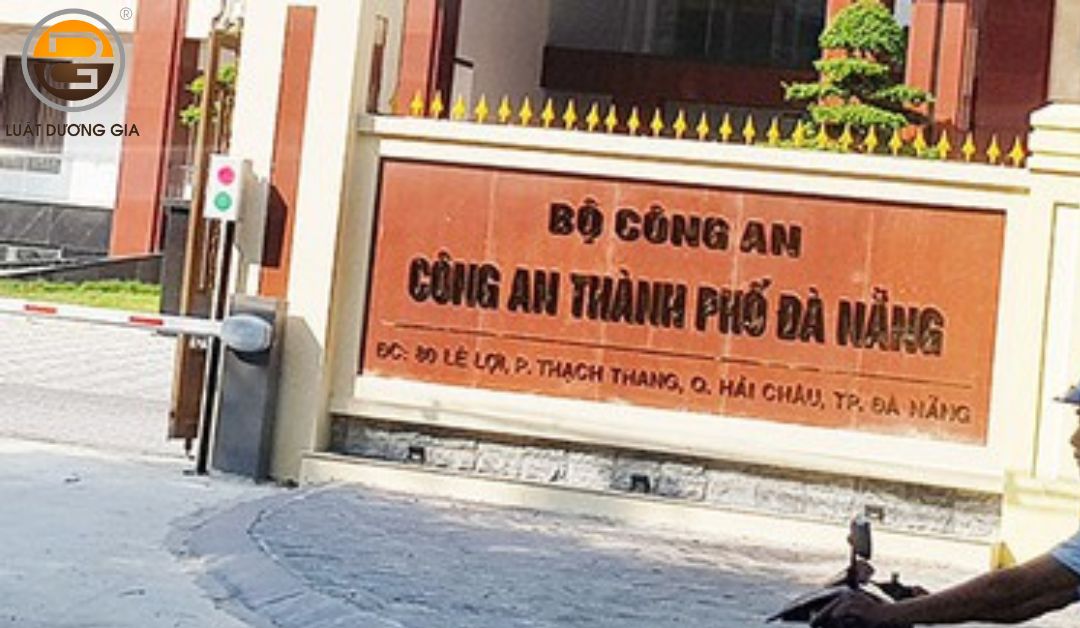 DG
®
LUẬT DƯƠNG GIA
BỘ CÔNG AN
CÔNG AN THÀNH PHỐ ĐÀ NẴNG
ĐC: 80 LÊ LỢI, P. THẠCH THANG, Q. HẢI CHÂU, TP. ĐÀ NẴNG